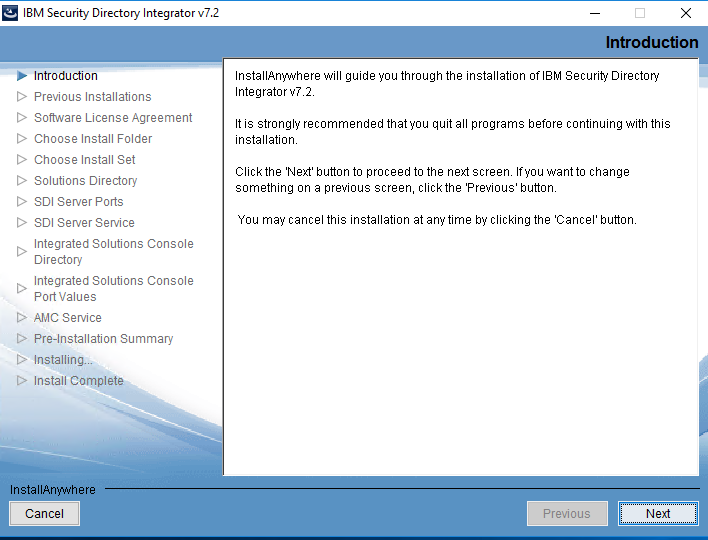 IBM Security Directory Integrator v7.2
Introduction
Introduction
Previous Installations
Software License Agreement
Choose Install Folder
Choose Install Set
Solutions Directory
SDI Server Ports
SDI Server Service
Integrated Solutions Console
Directory
Integrated Solutions Console
Port Values
AMC Service
Pre-Installation Summary
Installing...
Install Complete
InstallAnywhere will guide you through the installation of IBM Security Directory
Integrator v7.2.
It is strongly recommended that you quit all programs before continuing with this
installation.
Click the 'Next' button to proceed to the next screen. If you want to change
something on a previous screen, click the 'Previous' button.
You may cancel this installation at any time by clicking the 'Cancel' button.
InstallAnywhere
Cancel
Previous
Next